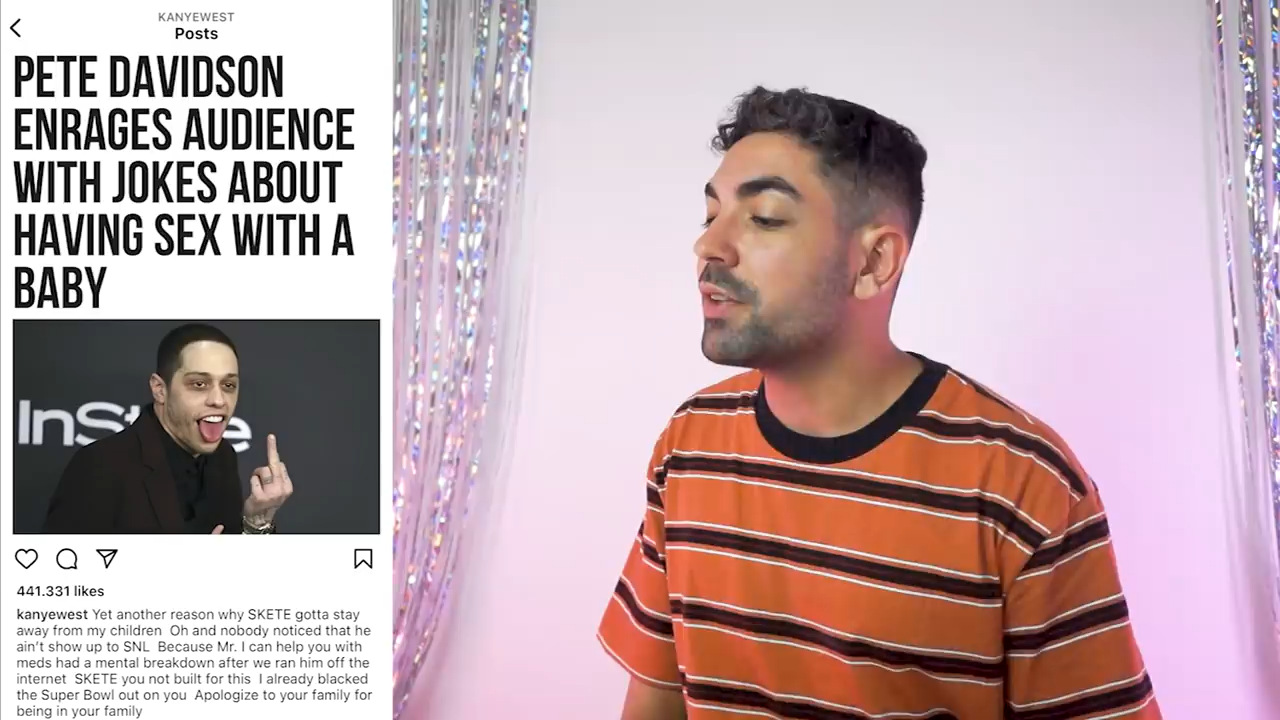 KANYEWEST
Posts
PETE DAVIDSON
ENRAGES AUDIENCE
WITH JOKES ABOUT
HAVING SEX WITH A
BABY
InSt e
441.331 likes
kanyewest Yet another reason why SKETE gotta stay
away from my children Oh and nobody noticed that he
ain't show up to SNL Because Mr. I can help you with
meds had a mental breakdown after we ran him off the
internet SKETE you not built for this I already blacked
the Super Bowl out on you Apologize to your family for
being in your family